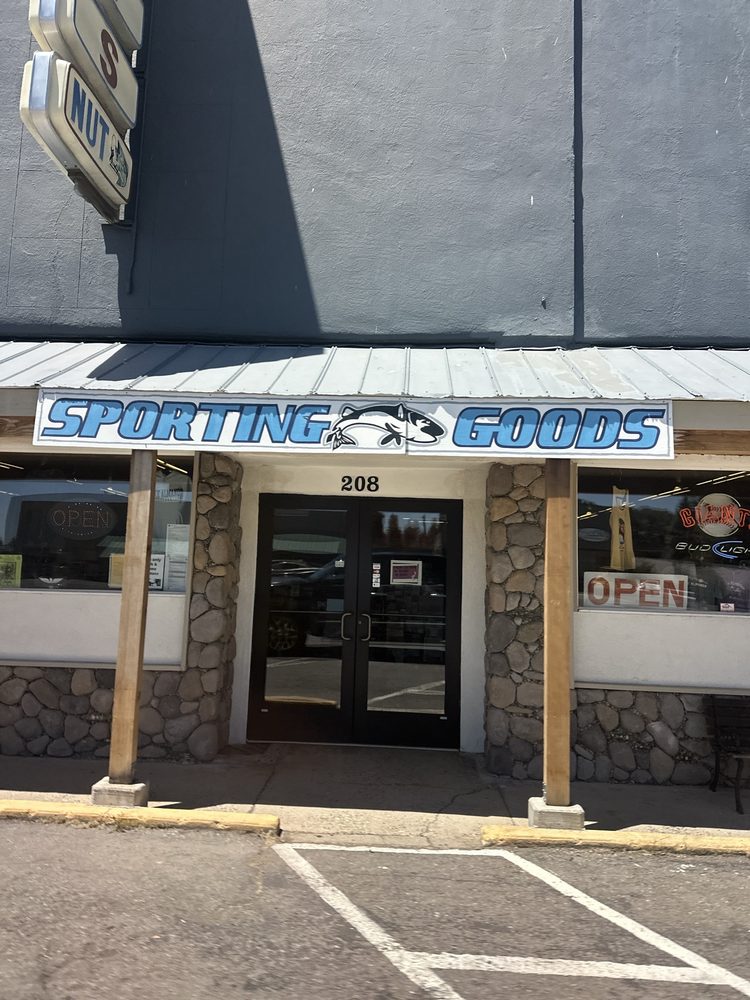 S
NUT
SPORTING GOODS
208
OPEN
GIANTS
BUD LIGHT
OPEN